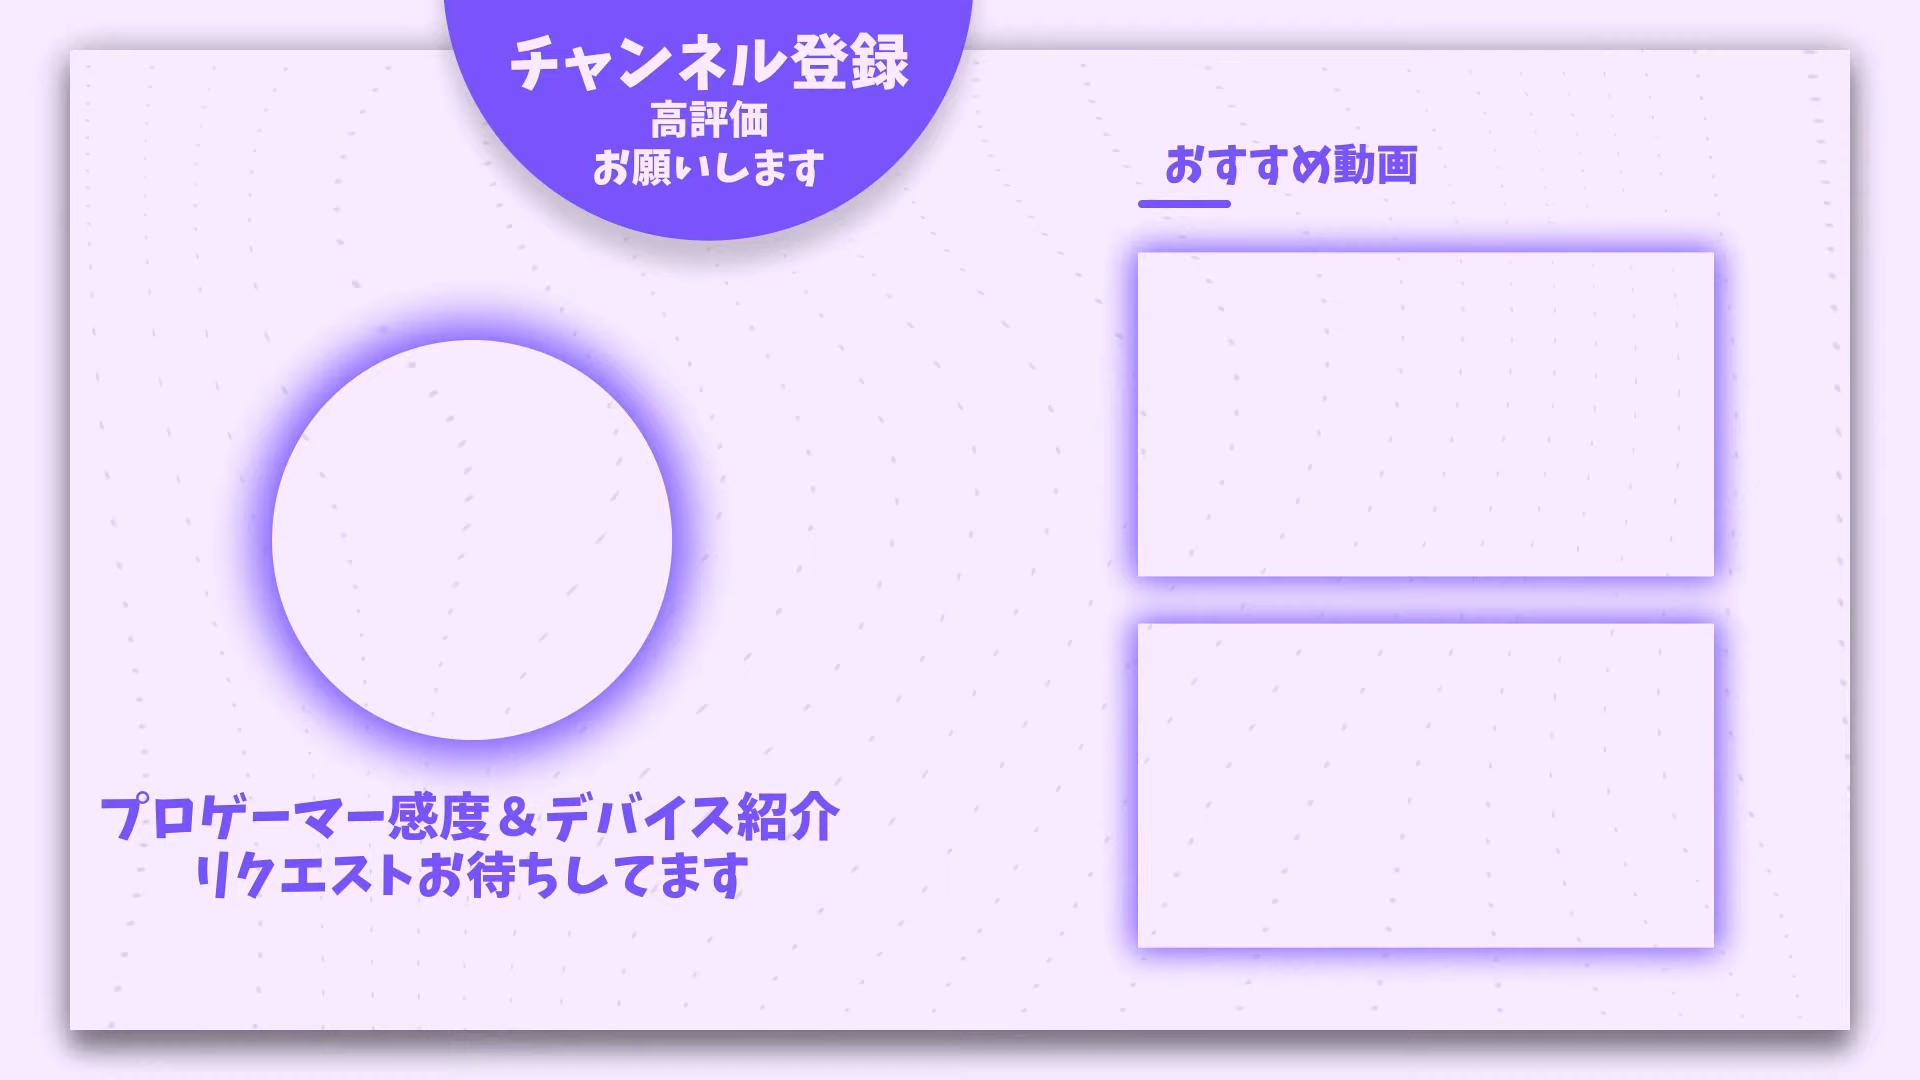 チャンネル登録
高評価
お願いします
おすすめ動画
プロゲーマー感度＆デバイス紹介
リクエストお待ちしてます